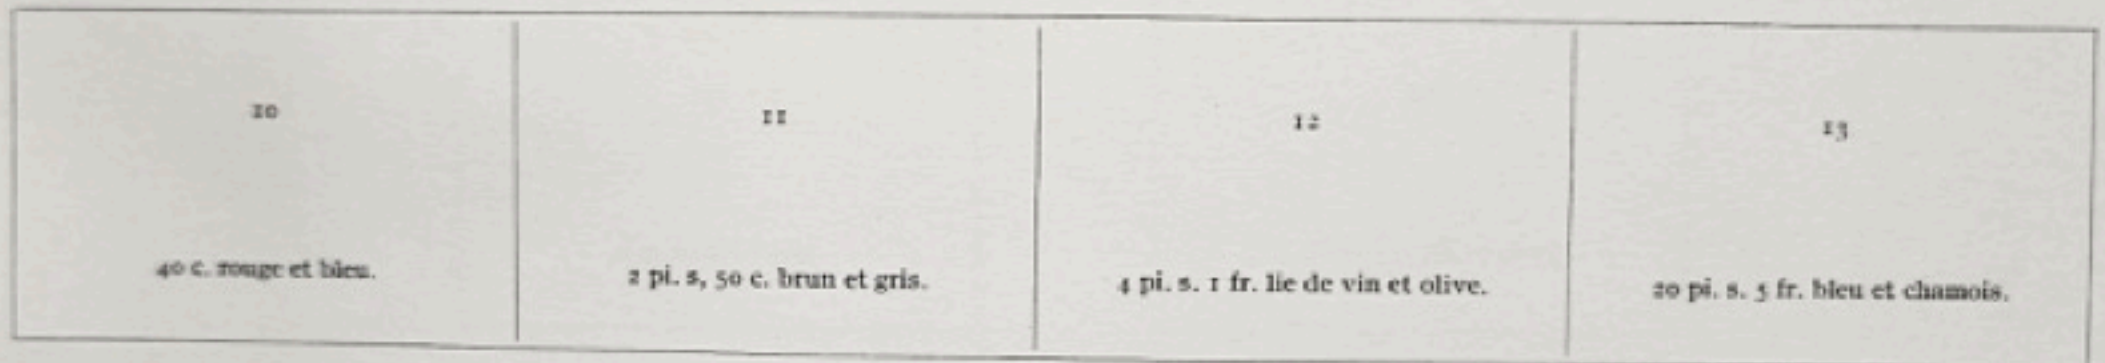 10
11
12
13
40 c. rouge et bleu.
2 pi. s, 50 c. brun et gris.
4 pi. s. 1 fr. lie de vin et olive.
20 pi. s. 5 fr. bleu et chamois.